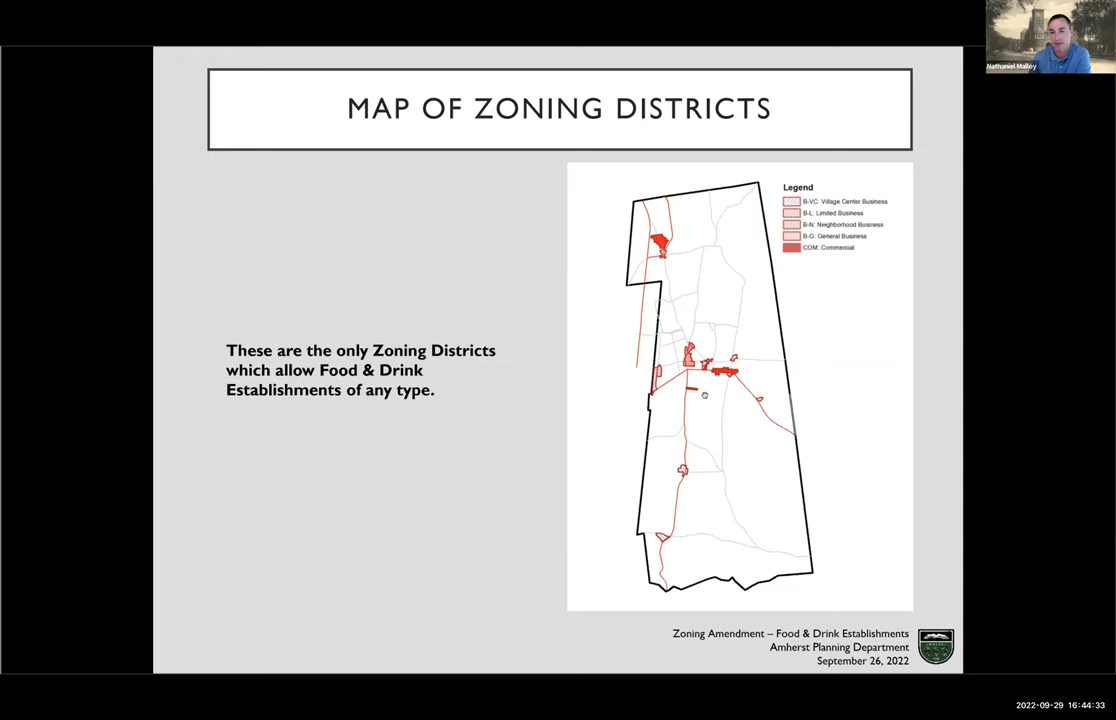 Nathaniel Malloy
MAP OF ZONING DISTRICTS
These are the only Zoning Districts
which allow Food & Drink
Establishments of any type.
Legend
B-VC: Village Center Business
B-L: Limited Business
B-N: Neighborhood Business
B-G: General Business
COM: Commercial
Zoning Amendment – Food & Drink Establishments
Amherst Planning Department
September 26, 2022
2022-09-29 16:44:33